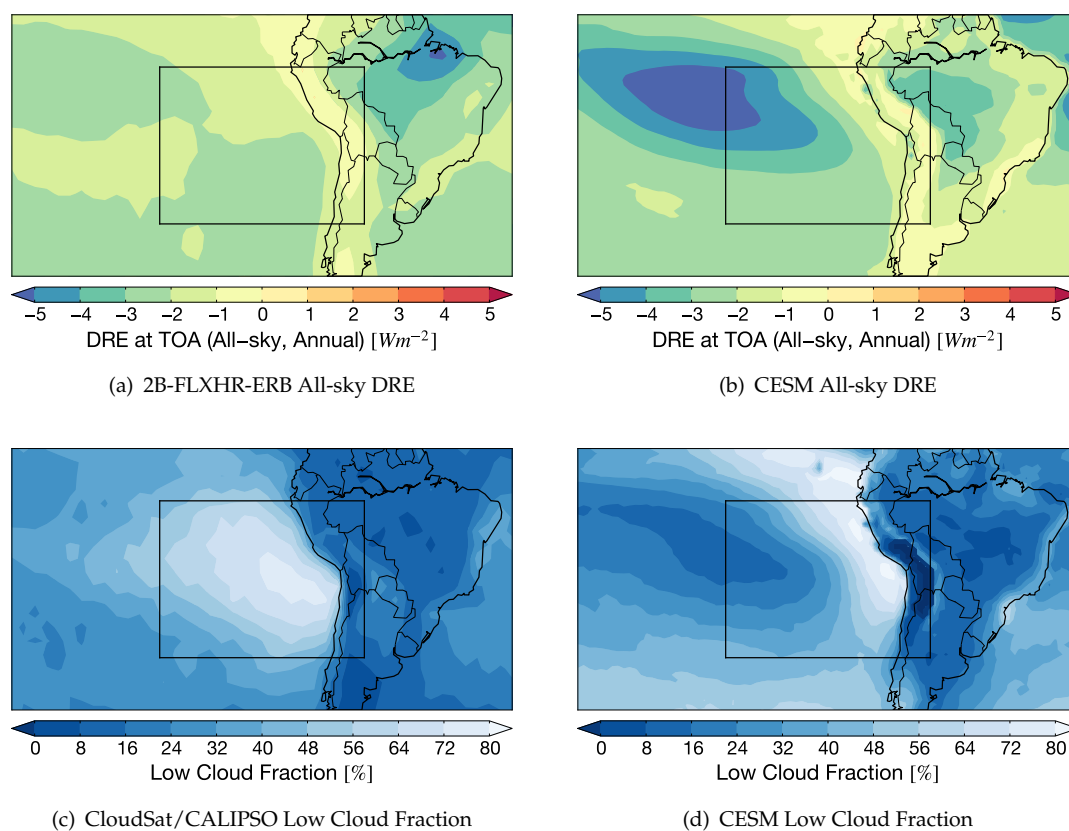 −5 −4 −3 −2 −1 0 1 2 3 4 5
DRE at TOA (All−sky, Annual) [Wm⁻²]
(a) 2B-FLXHR-ERB All-sky DRE
−5 −4 −3 −2 −1 0 1 2 3 4 5
DRE at TOA (All−sky, Annual) [Wm⁻²]
(b) CESM All-sky DRE
0 8 16 24 32 40 48 56 64 72 80
Low Cloud Fraction [%]
(c) CloudSat/CALIPSO Low Cloud Fraction
0 8 16 24 32 40 48 56 64 72 80
Low Cloud Fraction [%]
(d) CESM Low Cloud Fraction